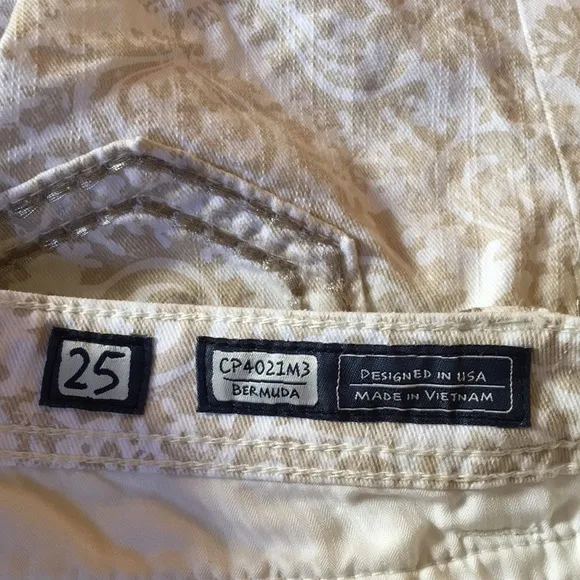 25
CP4021M3
BERMUDA
DESIGNED IN USA
MADE IN VIETNAM